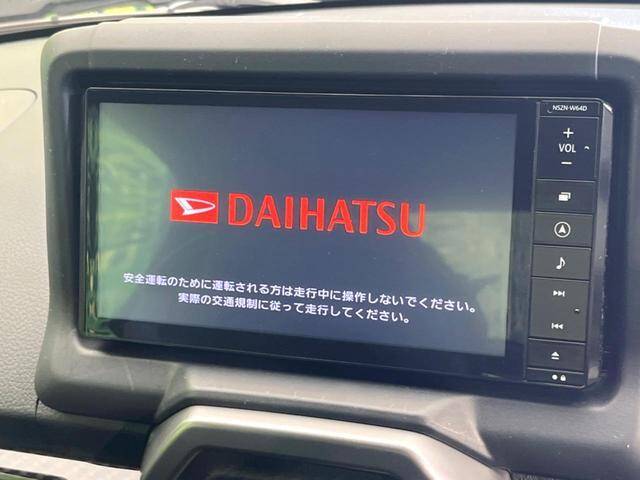 NSZN-W64D
VOL
DAIHATSU
安全運転のために運転される方は走行中に操作しないでください。
実際の交通規制に従って走行してください。